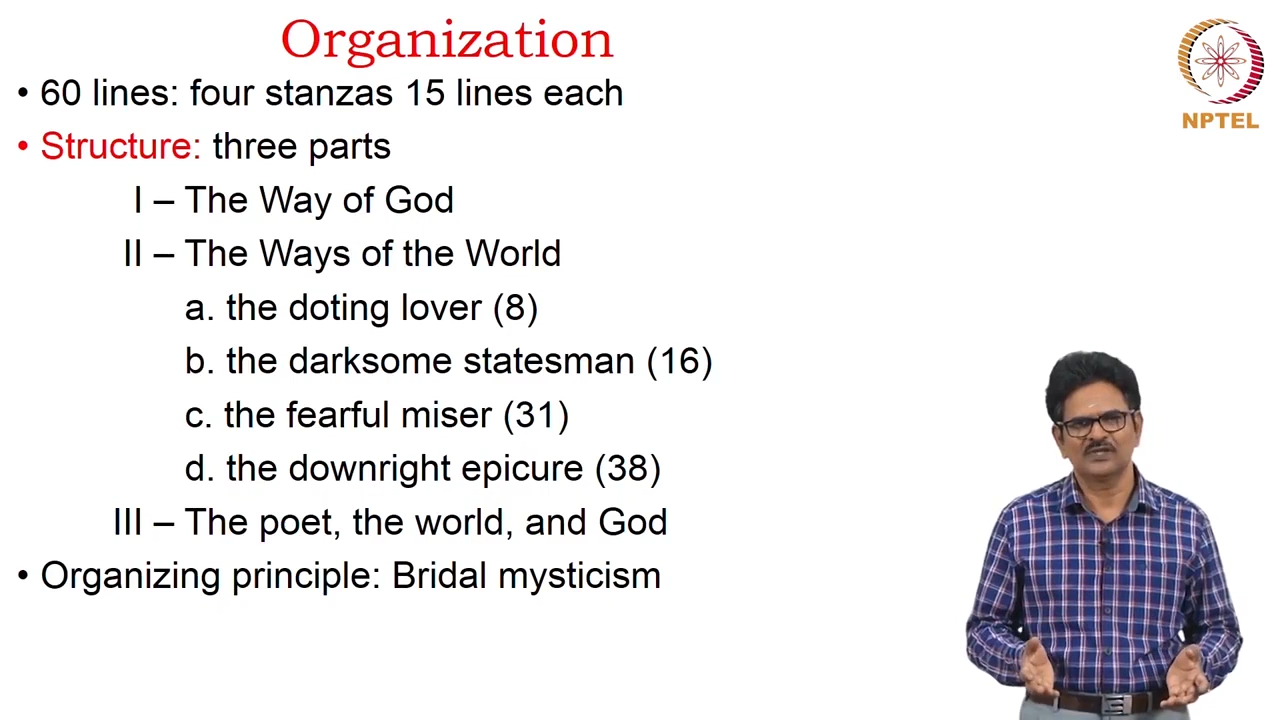 Organization
• 60 lines: four stanzas 15 lines each
• Structure: three parts
I – The Way of God
II – The Ways of the World
a. the doting lover (8)
b. the darksome statesman (16)
c. the fearful miser (31)
d. the downright epicure (38)
III – The poet, the world, and God
• Organizing principle: Bridal mysticism
NPTEL